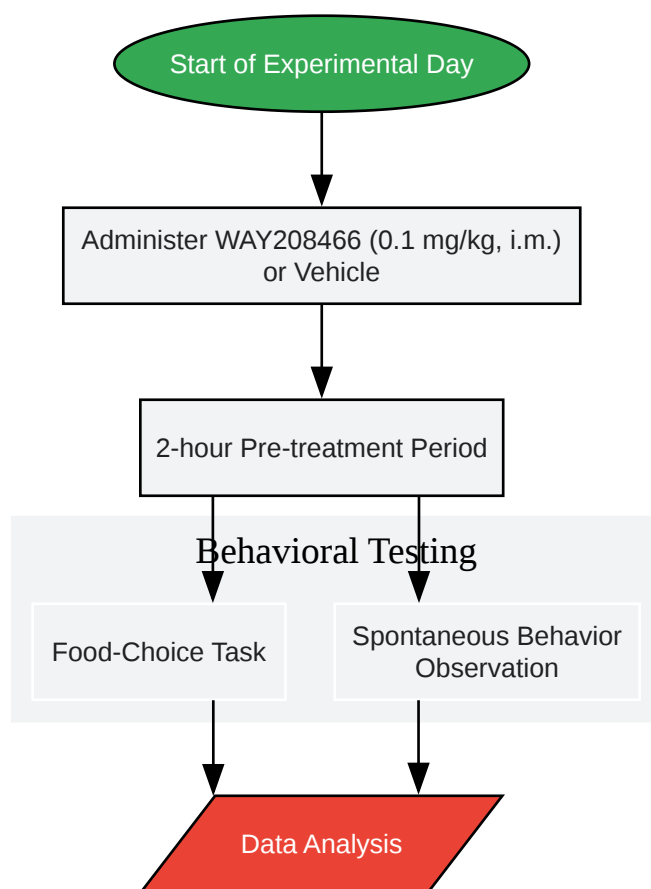 Start of Experimental Day
Administer WAY208466 (0.1 mg/kg, i.m.)
or Vehicle
2-hour Pre-treatment Period
Behavioral Testing
Food-Choice Task
Spontaneous Behavior
Observation
Data Analysis